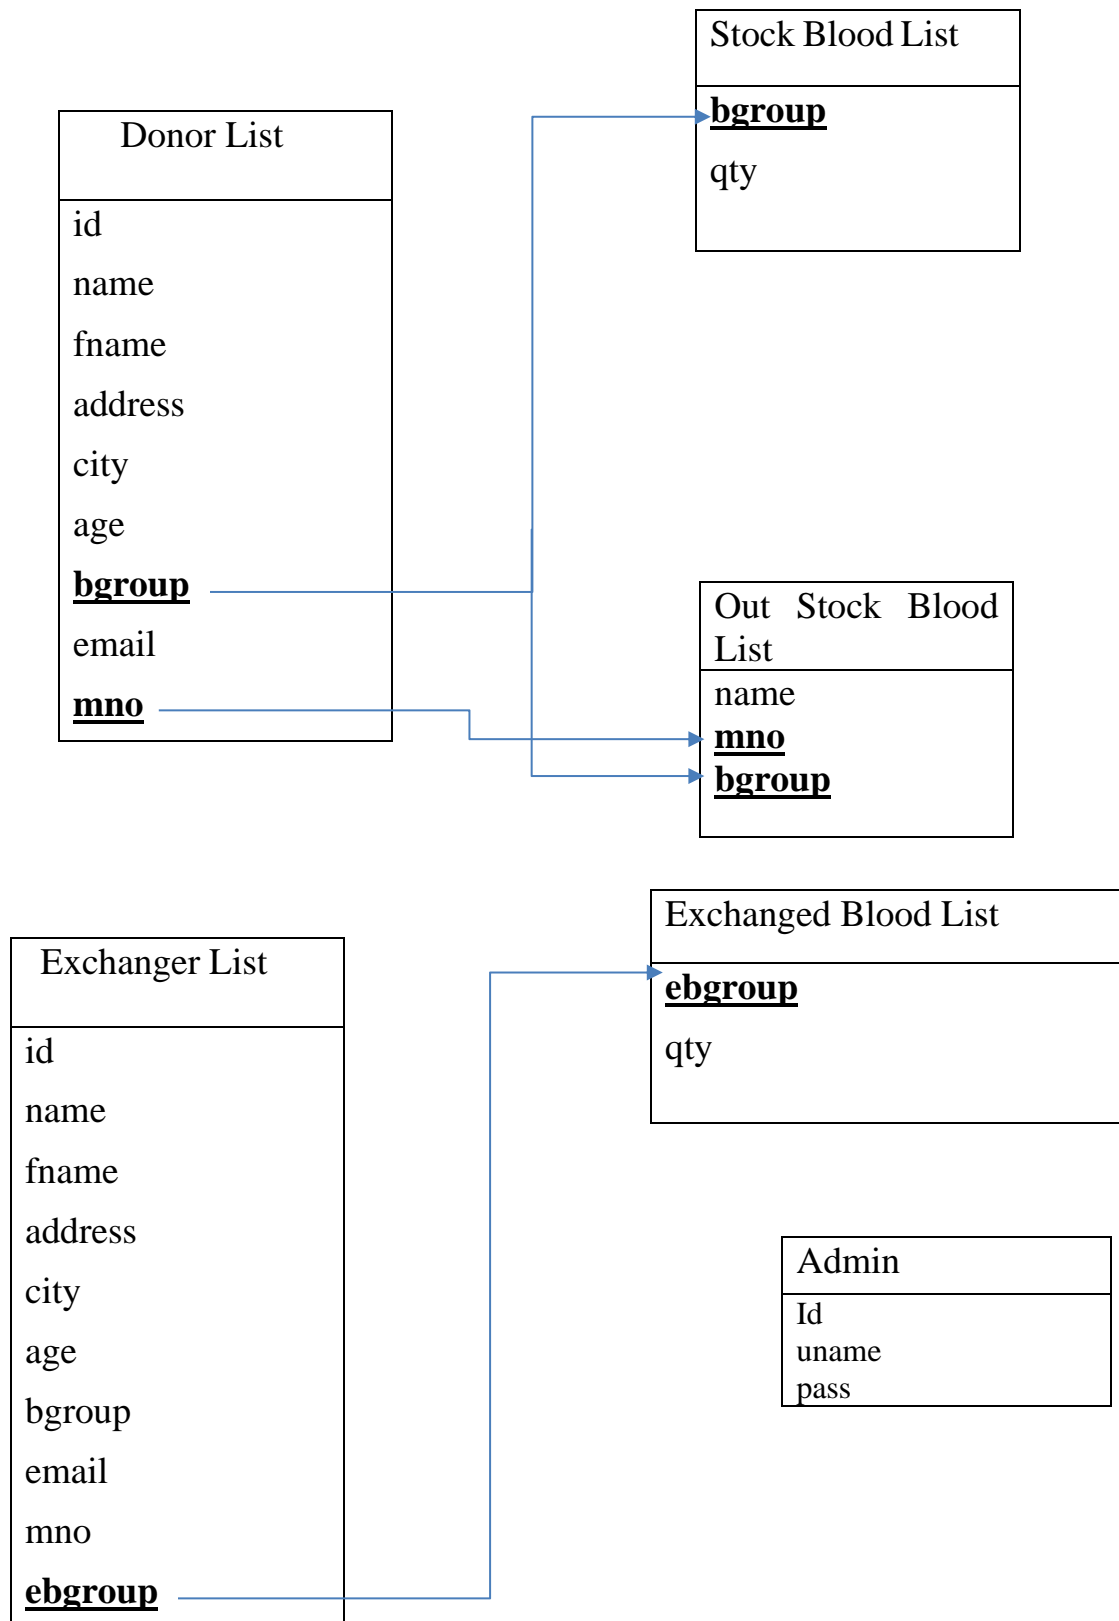 Stock Blood List
bgroup
qty
Donor List
id
name
fname
address
city
age
bgroup
email
mno
Out Stock Blood
List
name
mno
bgroup
Exchanged Blood List
ebgroup
qty
Exchanger List
id
name
fname
address
city
age
bgroup
email
mno
ebgroup
Admin
Id
uname
pass